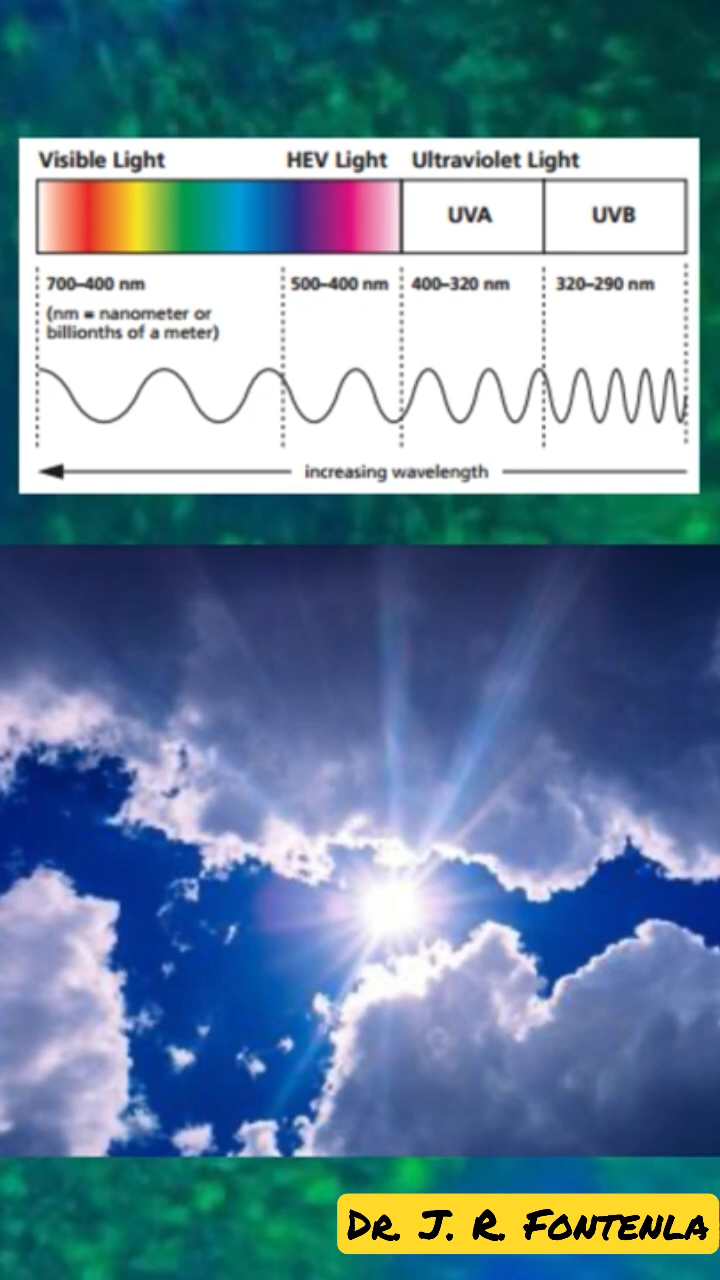 Visible Light HEV Light Ultraviolet Light
UVA UVB
700–400 nm 500–400 nm 400–320 nm 320–290 nm
(nm = nanometer or
billionths of a meter)
increasing wavelength
DR. J. R. FONTENLA